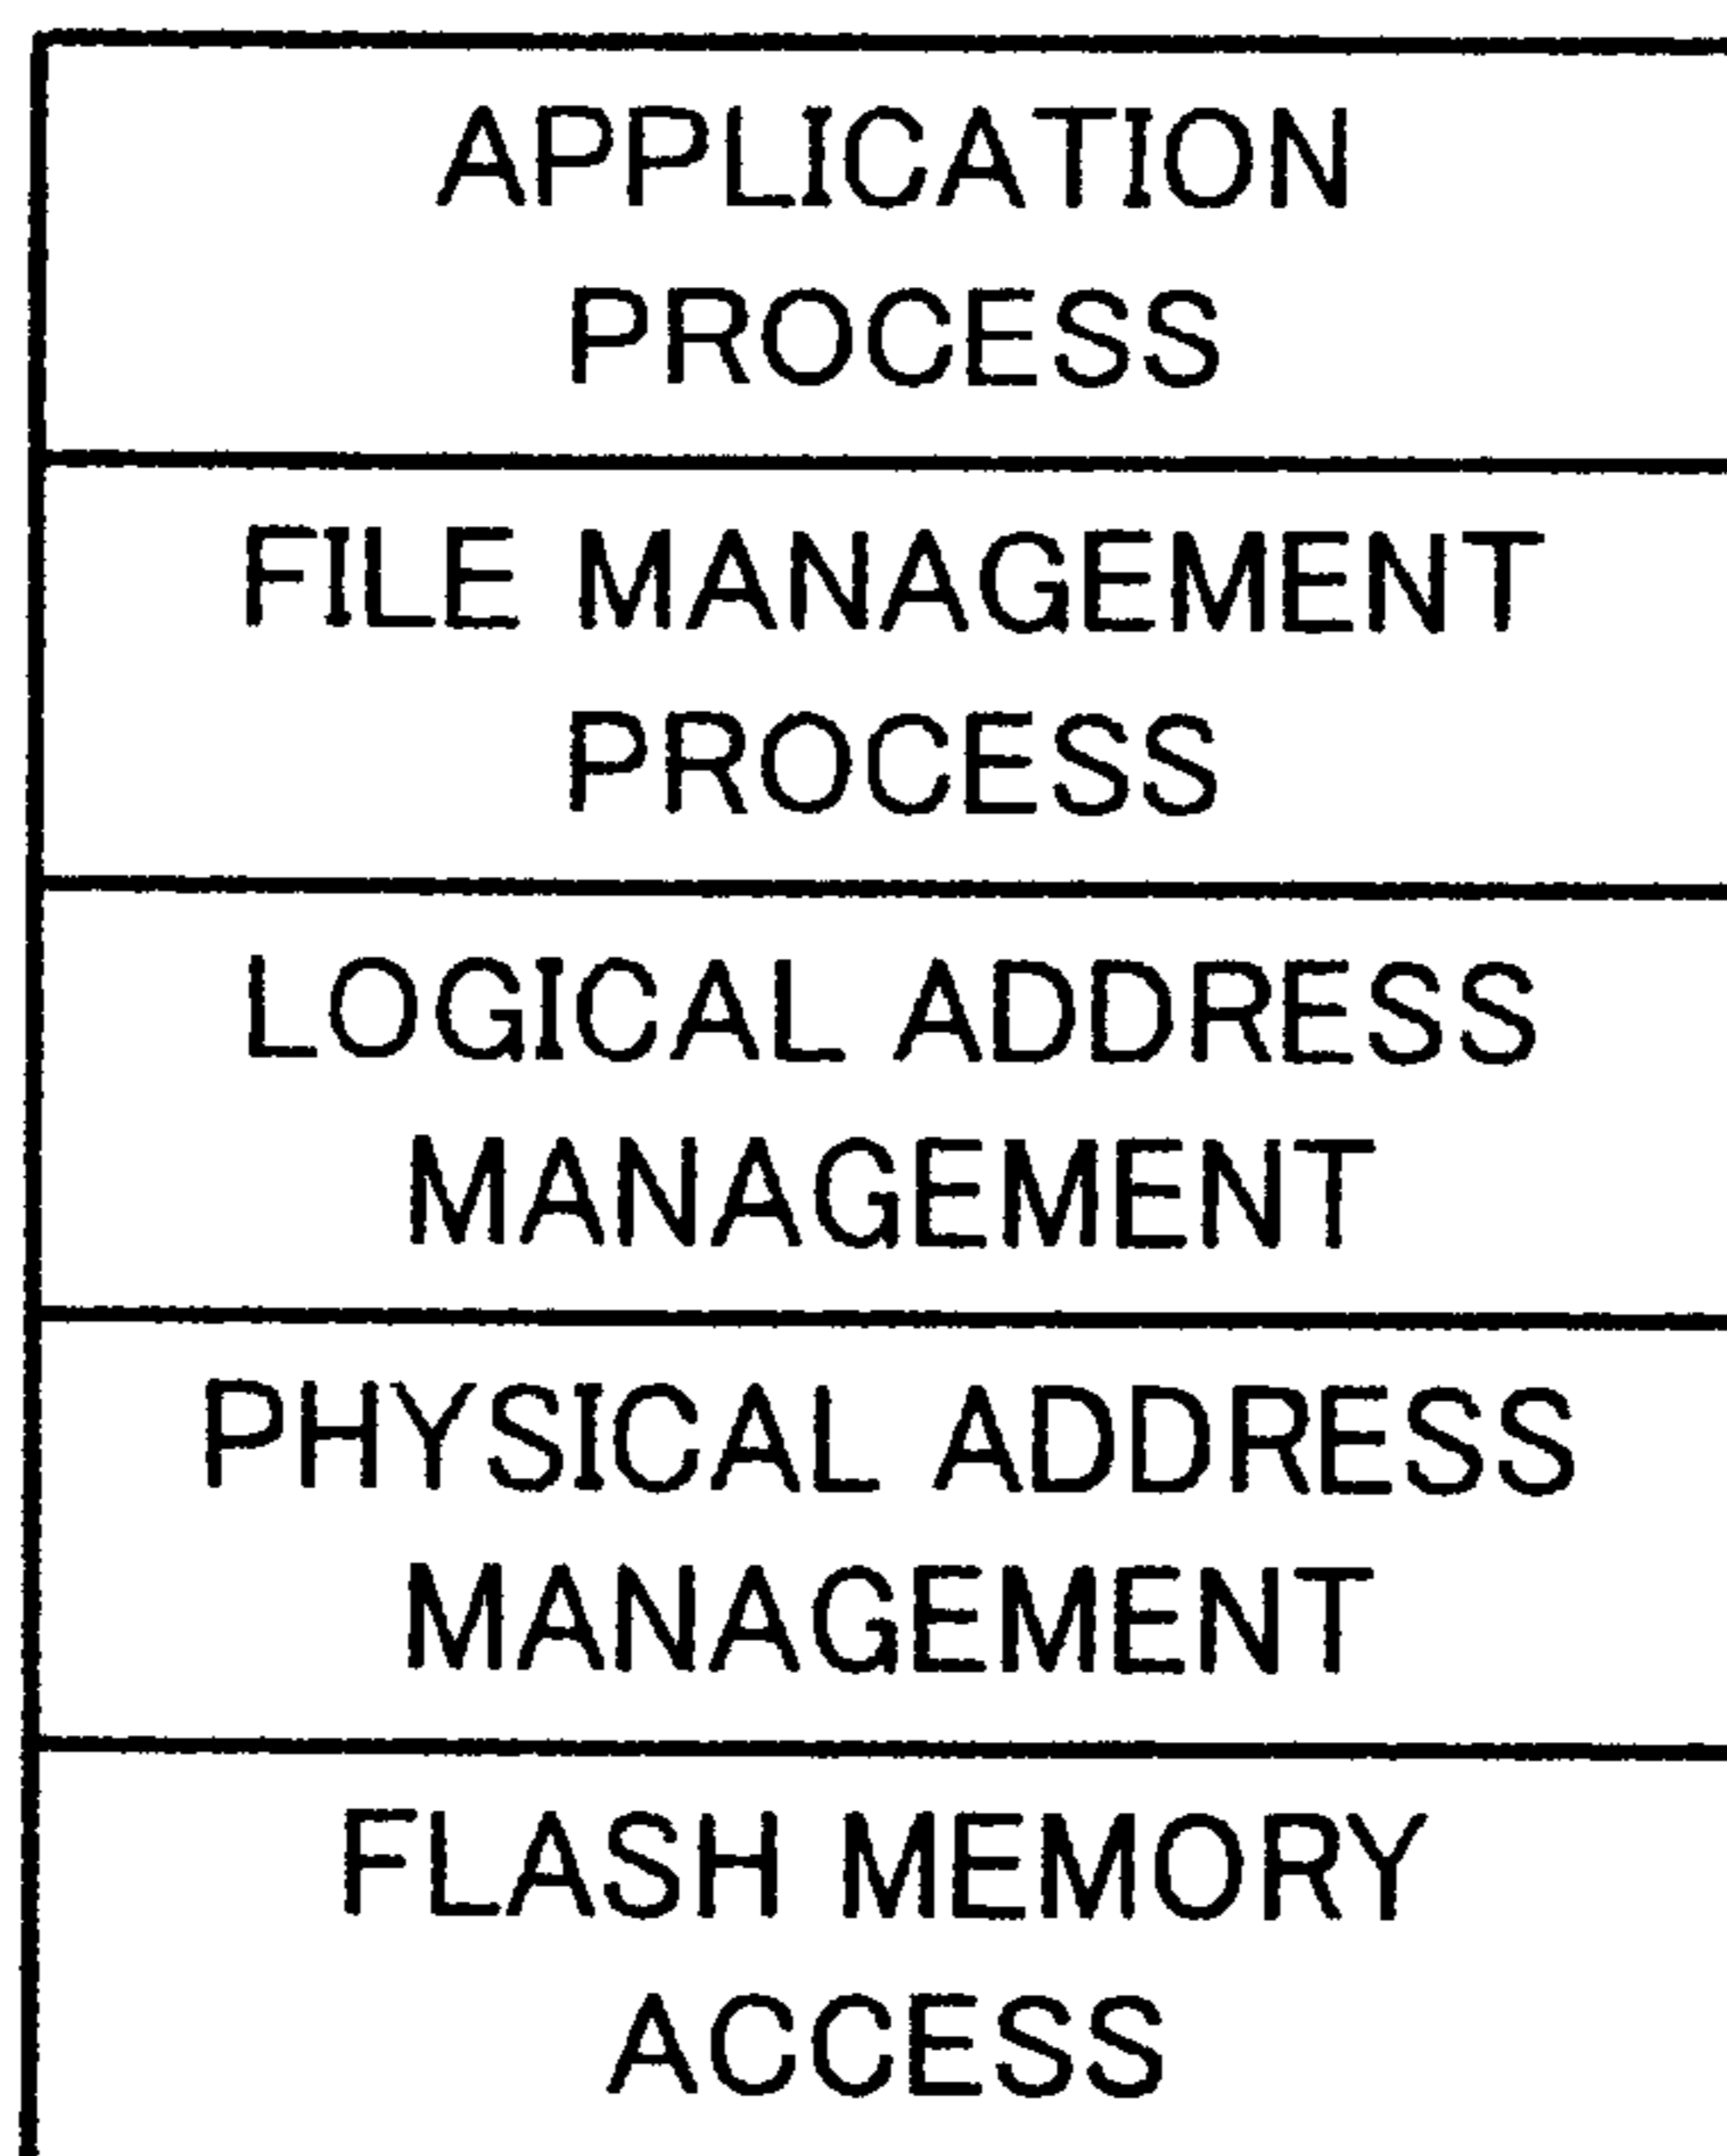 APPLICATION
PROCESS
FILE MANAGEMENT
PROCESS
LOGICAL ADDRESS
MANAGEMENT
PHYSICAL ADDRESS
MANAGEMENT
FLASH MEMORY
ACCESS